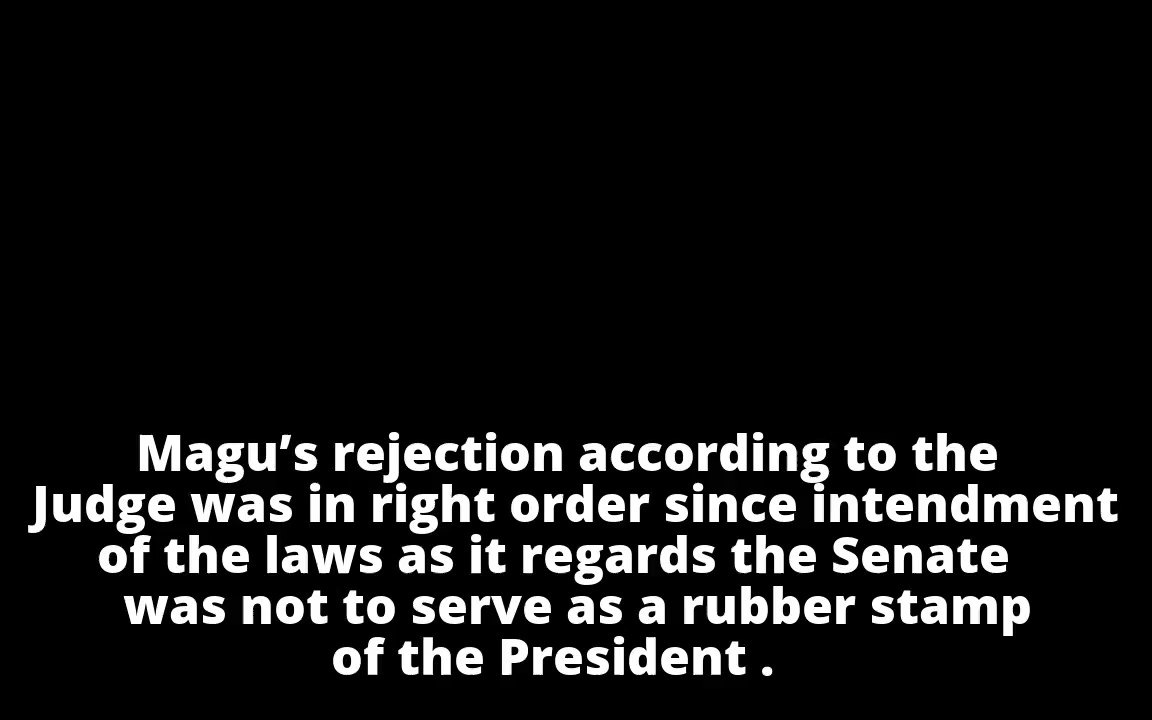 Magu’s rejection according to the
Judge was in right order since intendment
of the laws as it regards the Senate
was not to serve as a rubber stamp
of the President .